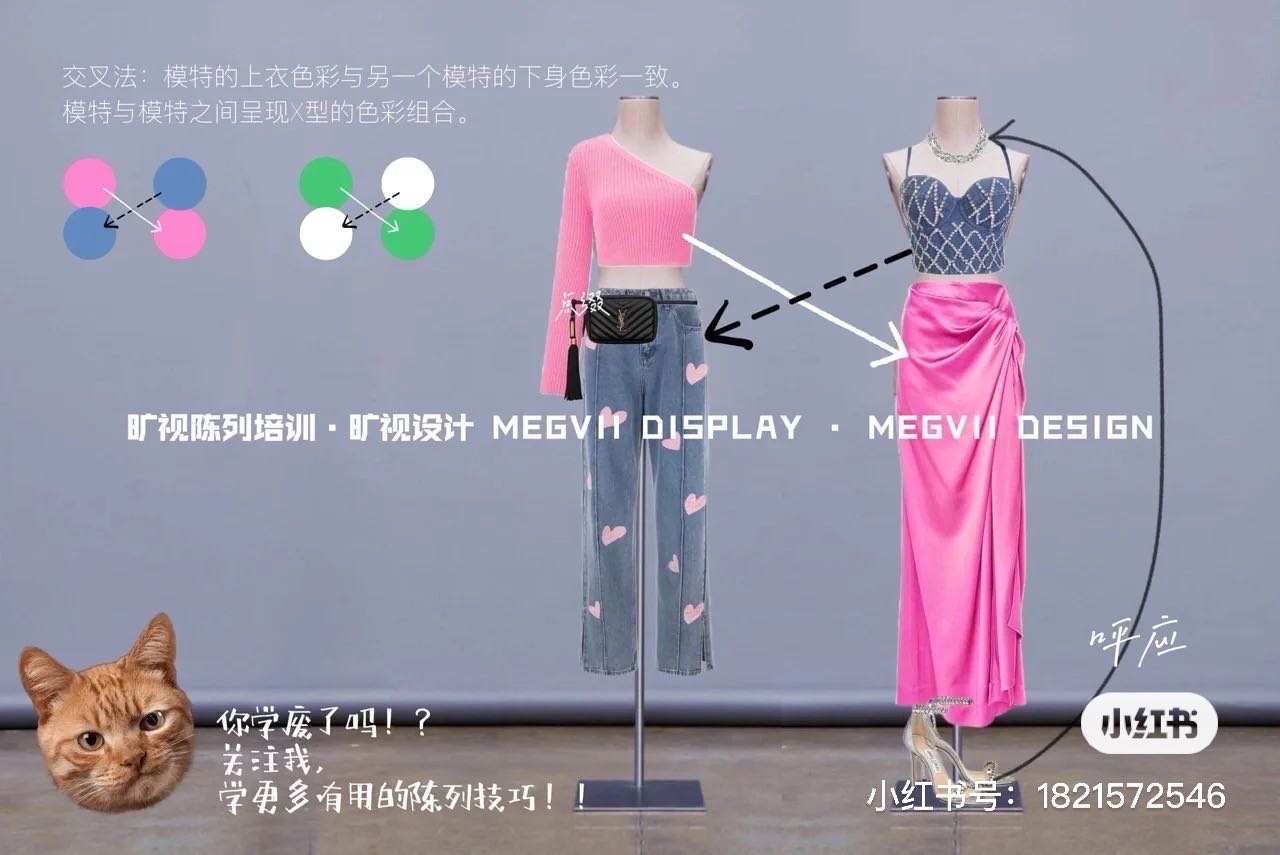 交叉法：模特的上衣色彩与另一个模特的下身色彩一致。
模特与模特之间呈现X型的色彩组合。
点缀
YSL
旷视陈列培训·旷视设计 MEGVII DISPLAY · MEGVII DESIGN
呼应
小红书
你学废了吗！？
关注我，
学更多有用的陈列技巧！！
小红书号：1821572546